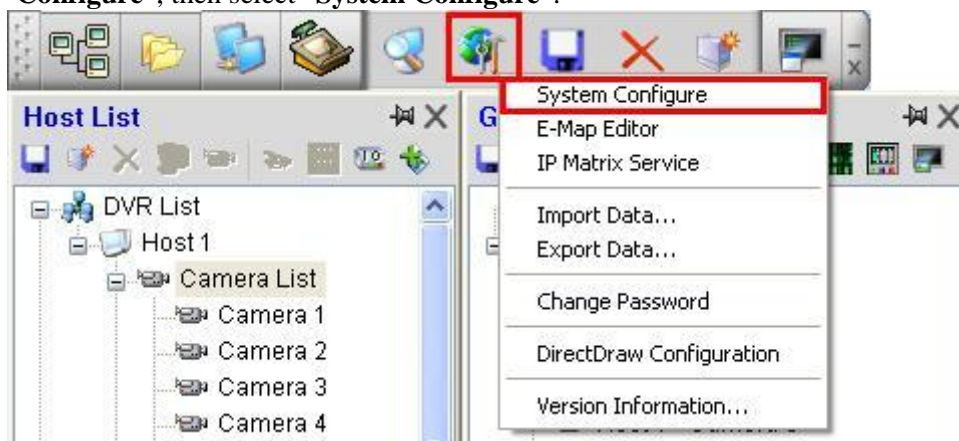 "Configure", then select "System Configure".
System Configure
Host List
G
E-Map Editor
IP Matrix Service
DVR List
Import Data...
Host 1
Export Data...
Camera List
Change Password
Camera 1
Camera 2
DirectDraw Configuration
Camera 3
Version Information...
Camera 4